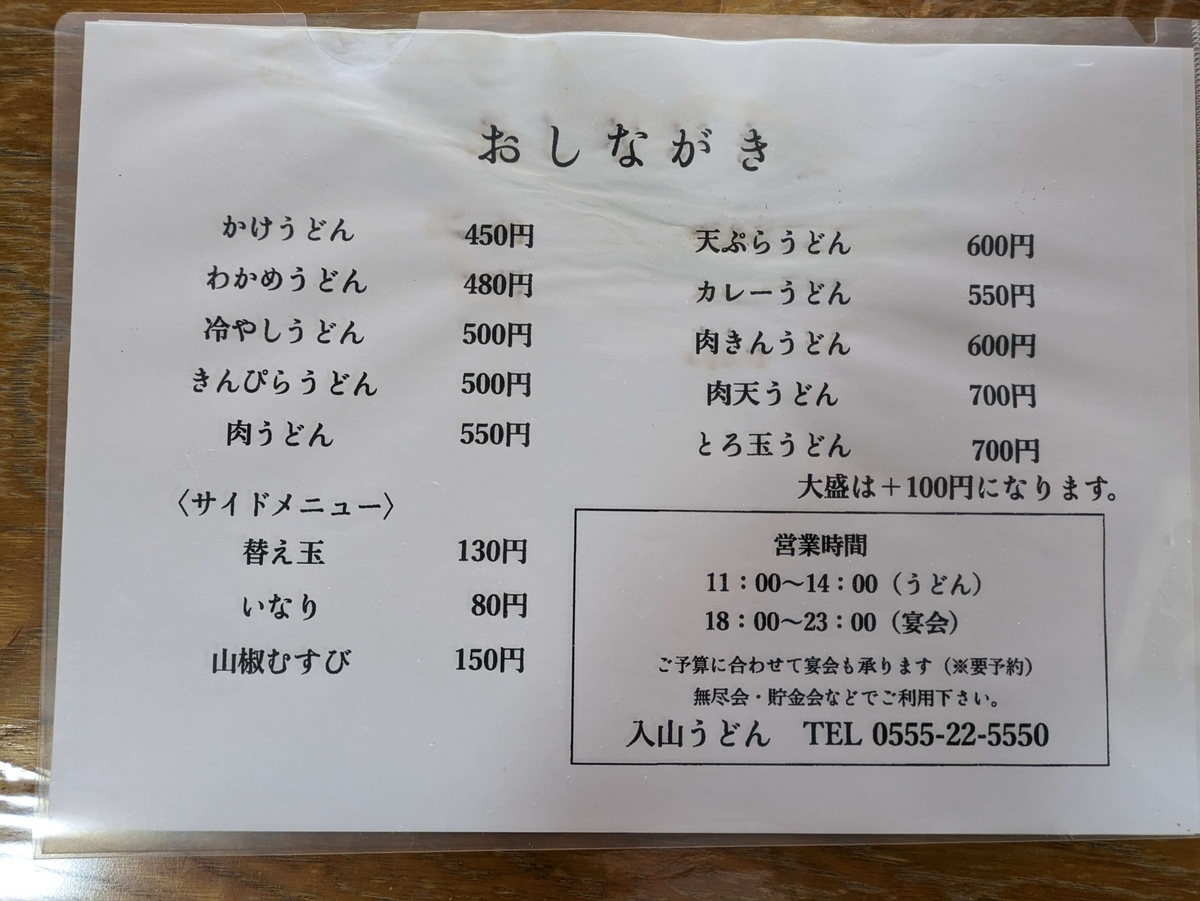 おしながき
かけうどん 450円
わかめうどん 480円
冷やしうどん 500円
きんぴらうどん 500円
肉うどん 550円
〈サイドメニュー〉
替え玉 130円
いなり 80円
山椒むすび 150円
天ぷらうどん 600円
カレーうどん 550円
肉きんうどん 600円
肉天うどん 700円
とろ玉うどん 700円
大盛は+100円になります。
営業時間
11:00〜14:00(うどん)
18:00〜23:00(宴会)
ご予算に合わせて宴会も承ります(※要予約)
無尽会・貯金会などでご利用下さい。
入山うどん TEL 0555-22-5550